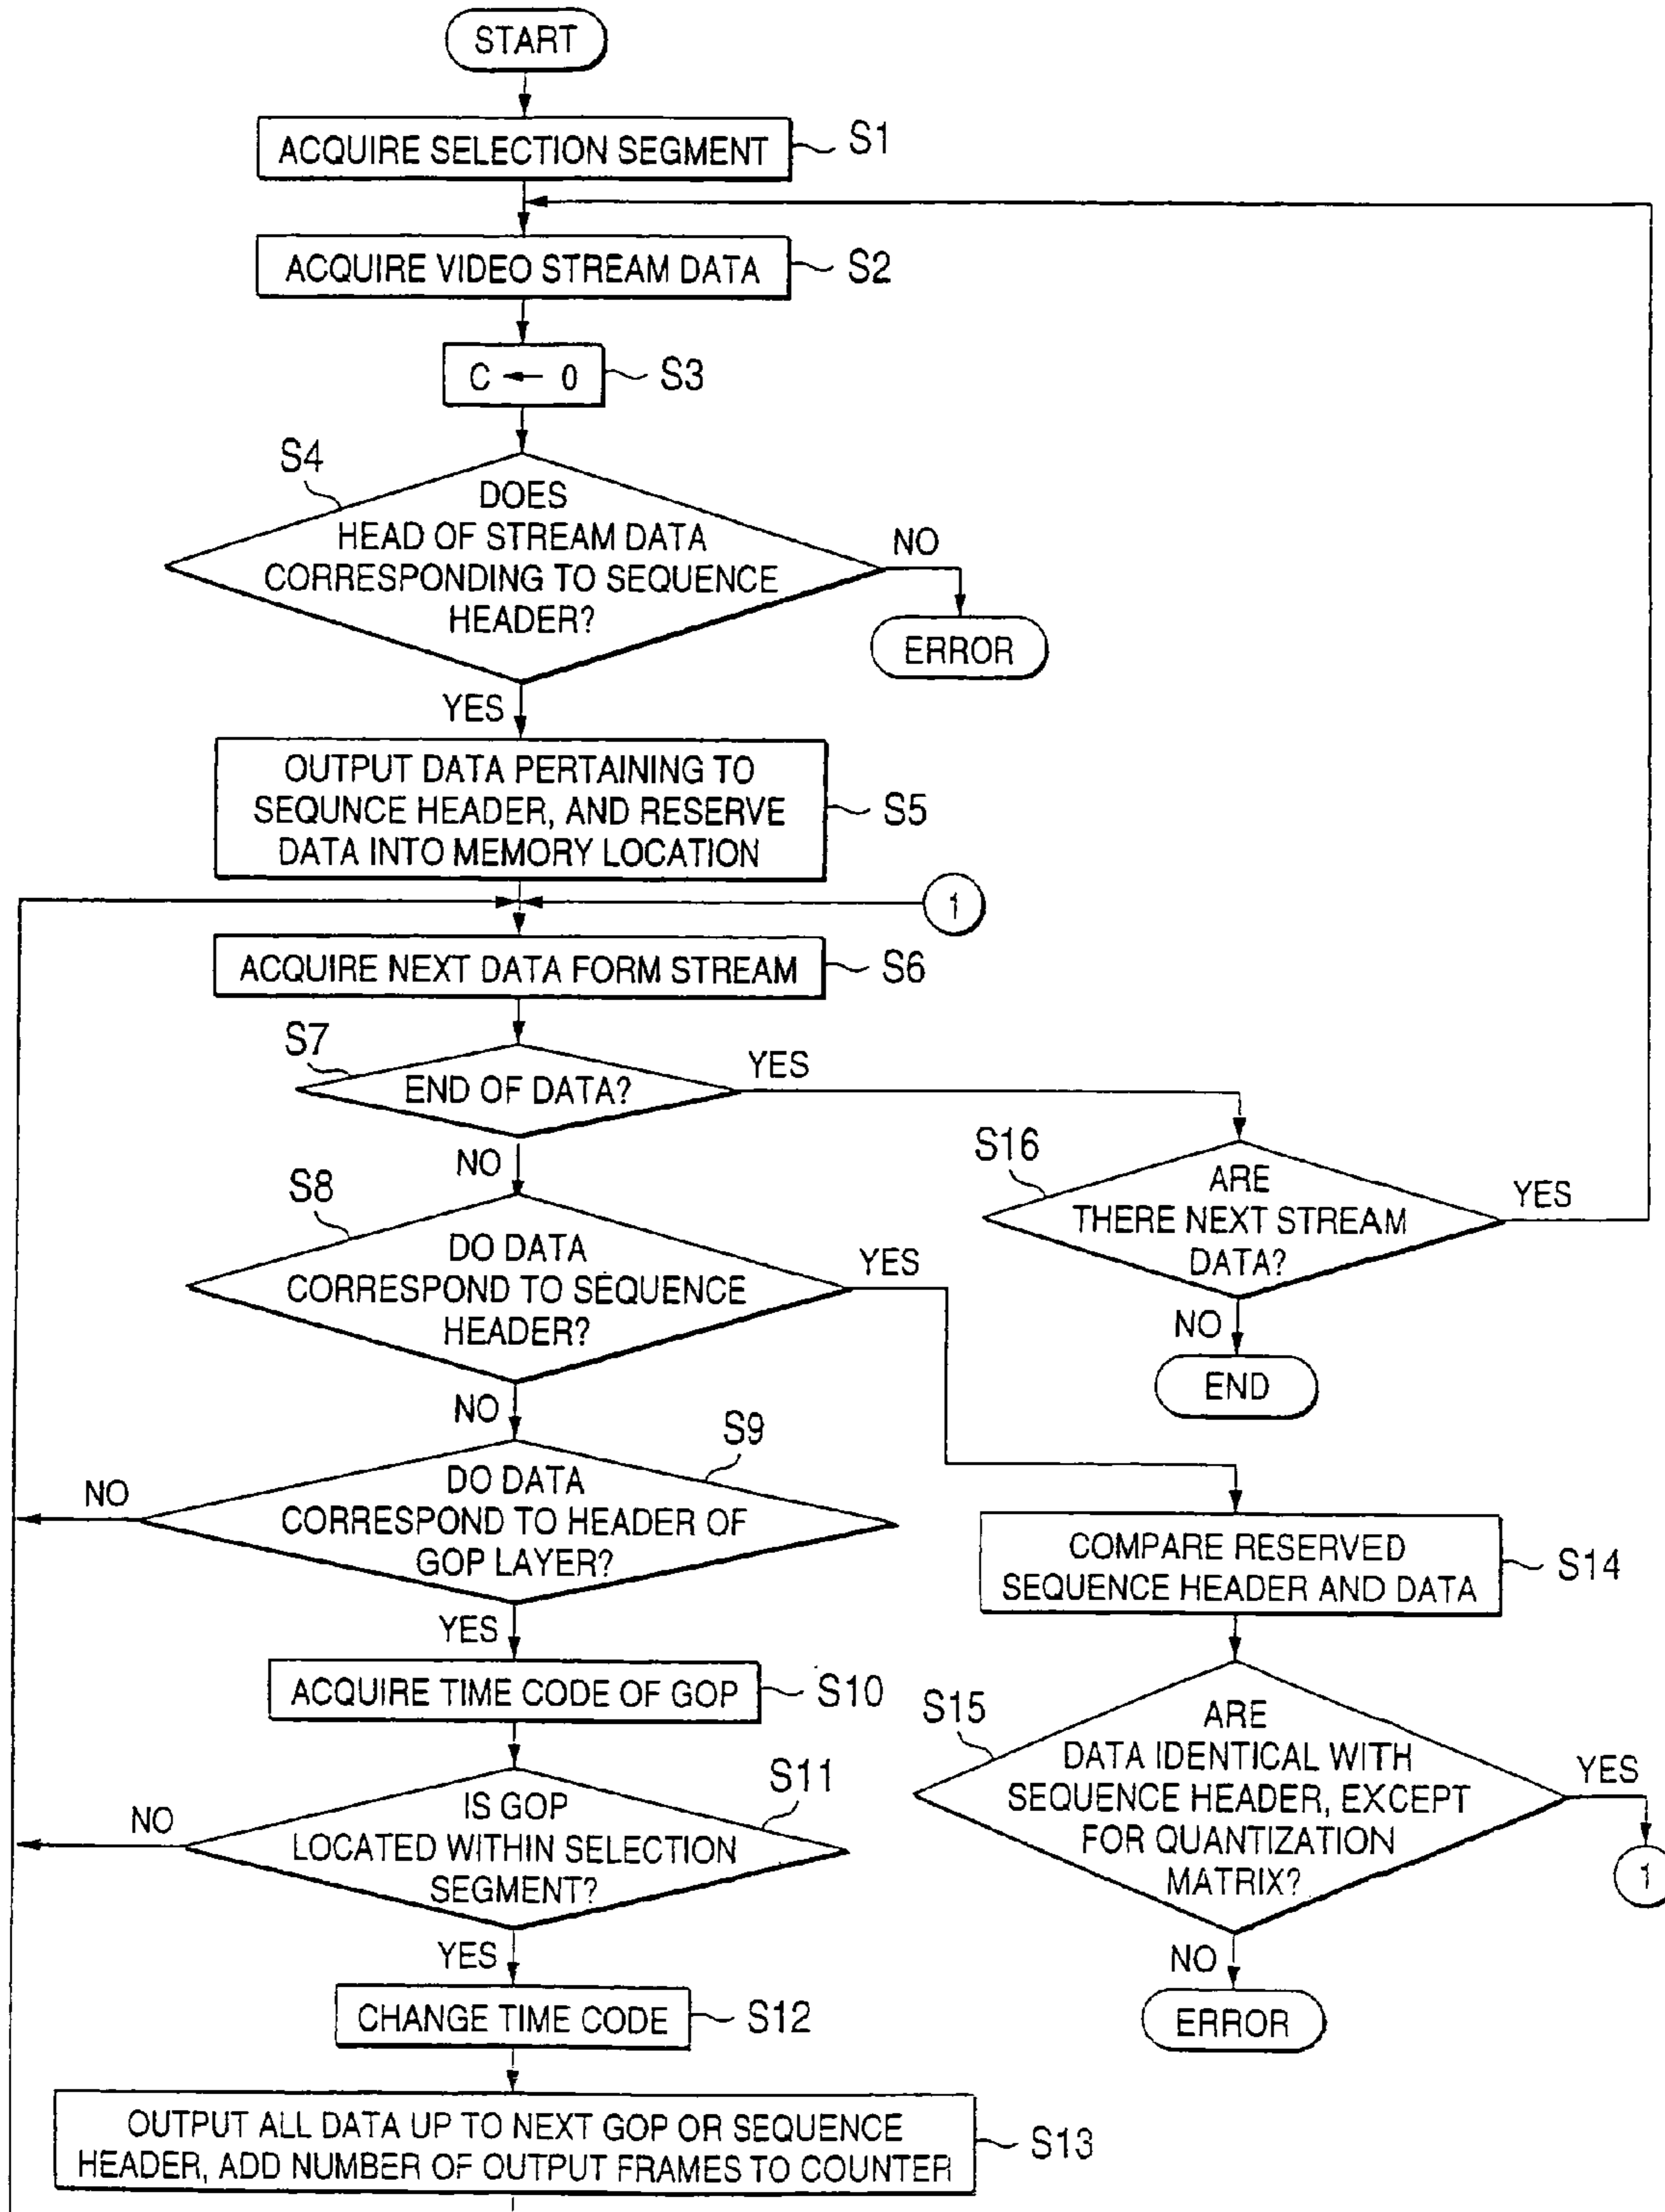 START
ACQUIRE SELECTION SEGMENT
S1
ACQUIRE VIDEO STREAM DATA
S2
C ← 0
S3
S4
DOES
HEAD OF STREAM DATA
CORRESPONDING TO SEQUENCE
HEADER?
NO
ERROR
YES
OUTPUT DATA PERTAINING TO
SEQUNCE HEADER, AND RESERVE
DATA INTO MEMORY LOCATION
S5
1
ACQUIRE NEXT DATA FORM STREAM
S6
S7
END OF DATA?
YES
NO
S16
ARE
THERE NEXT STREAM
DATA?
YES
NO
END
S8
DO DATA
CORRESPOND TO SEQUENCE
HEADER?
YES
NO
S9
DO DATA
CORRESPOND TO HEADER OF
GOP LAYER?
NO
YES
COMPARE RESERVED
SEQUENCE HEADER AND DATA
S14
ACQUIRE TIME CODE OF GOP
S10
S15
ARE
DATA IDENTICAL WITH
SEQUENCE HEADER, EXCEPT
FOR QUANTIZATION
MATRIX?
YES
1
NO
ERROR
S11
IS GOP
LOCATED WITHIN SELECTION
SEGMENT?
NO
YES
CHANGE TIME CODE
S12
OUTPUT ALL DATA UP TO NEXT GOP OR SEQUENCE
HEADER, ADD NUMBER OF OUTPUT FRAMES TO COUNTER
S13